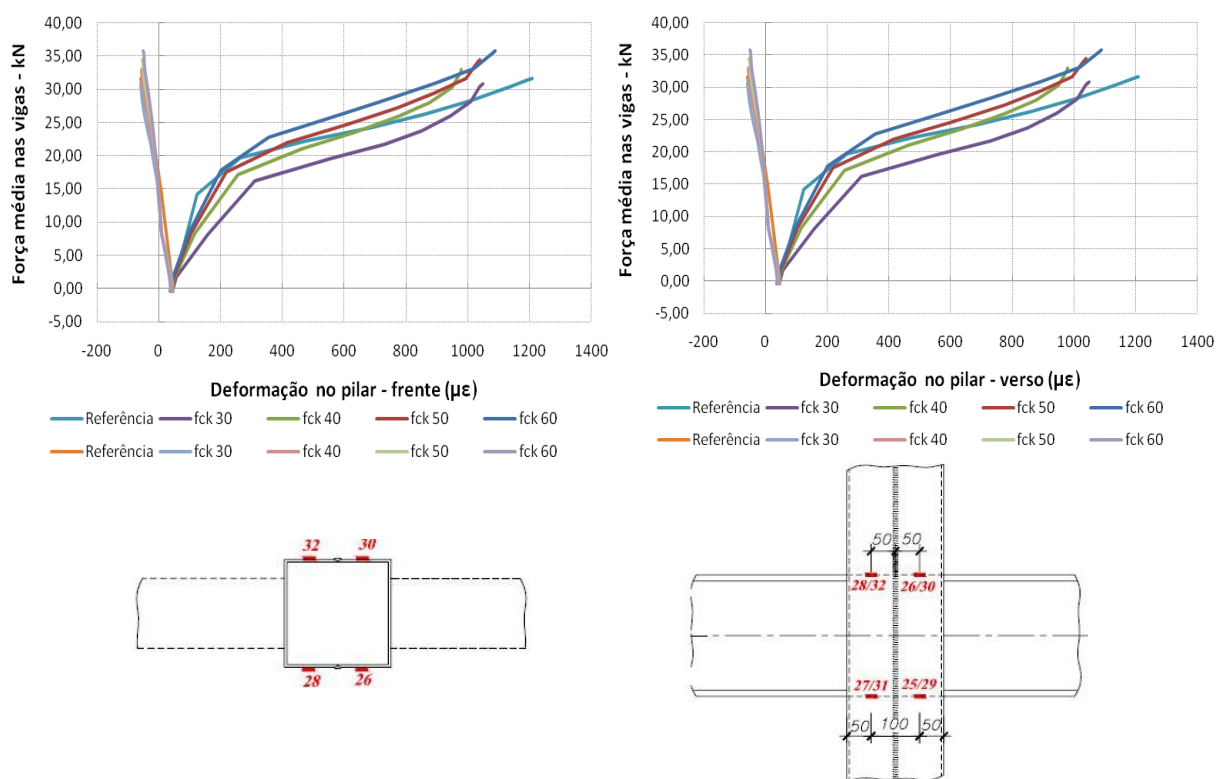 40,00
35,00
30,00
25,00
20,00
15,00
10,00
5,00
0,00
-5,00
Força média nas vigas - kN
-200 0 200 400 600 800 1000 1200 1400
Deformação no pilar - frente (με)
Referência fck 30 fck 40 fck 50 fck 60
Referência fck 30 fck 40 fck 50 fck 60
40,00
35,00
30,00
25,00
20,00
15,00
10,00
5,00
0,00
-5,00
Força média nas vigas - kN
-200 0 200 400 600 800 1000 1200 1400
Deformação no pilar - verso (με)
Referência fck 30 fck 40 fck 50 fck 60
Referência fck 30 fck 40 fck 50 fck 60
32 30
28 26
50 50
28/32 26/30
27/31 25/29
50 100 50